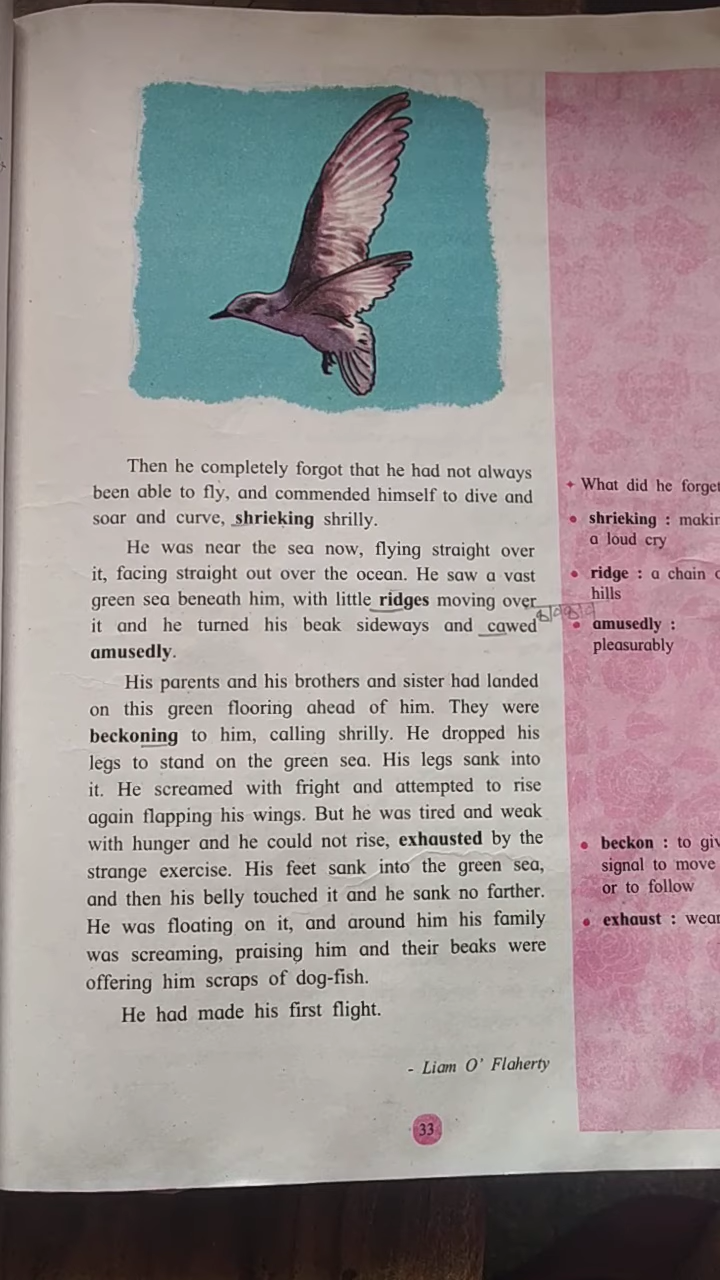 Then he completely forgot that he had not always
been able to fly, and commended himself to dive and
soar and curve, shrieking shrilly.
He was near the sea now, flying straight over
it, facing straight out over the ocean. He saw a vast
green sea beneath him, with little ridges moving over
it and he turned his beak sideways and cawed
amusedly.
His parents and his brothers and sister had landed
on this green flooring ahead of him. They were
beckoning to him, calling shrilly. He dropped his
legs to stand on the green sea. His legs sank into
it. He screamed with fright and attempted to rise
again flapping his wings. But he was tired and weak
with hunger and he could not rise, exhausted by the
strange exercise. His feet sank into the green sea,
and then his belly touched it and he sank no farther.
He was floating on it, and around him his family
was screaming, praising him and their beaks were
offering him scraps of dog-fish.
He had made his first flight.
- Liam O' Flaherty
33
What did he forget
shrieking : makin
a loud cry
ridge : a chain o
hills
amusedly :
pleasurably
beckon : to giv
signal to move
or to follow
exhaust : wear